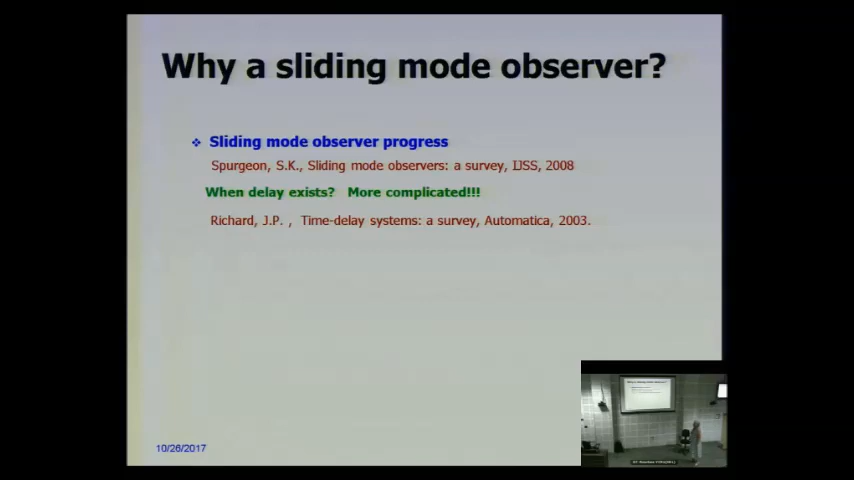 Why a sliding mode observer?
❖ Sliding mode observer progress
Spurgeon, S.K., Sliding mode observers: a survey, IJSS, 2008
When delay exists? More complicated!!!
Richard, J.P. , Time-delay systems: a survey, Automatica, 2003.
10/26/2017